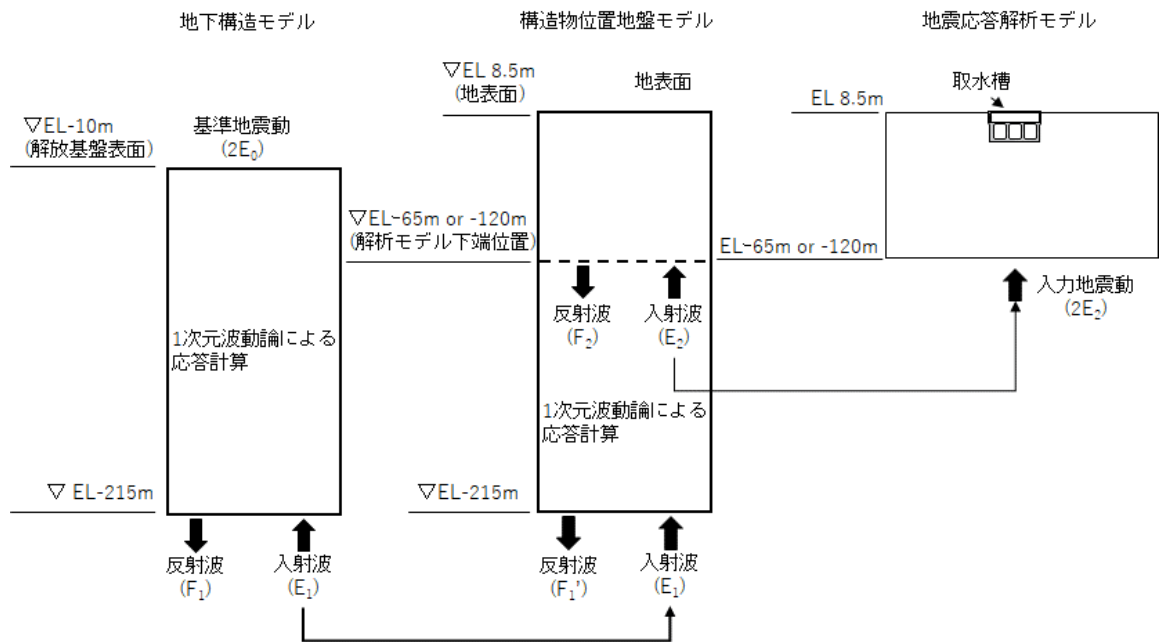 地下構造モデル
▽EL-10m
(解放基盤表面)
基準地震動
(2E₀)
1次元波動論による
応答計算
▽ EL-215m
反射波
(F₁)
入射波
(E₁)
構造物位置地盤モデル
▽EL 8.5m
(地表面)
地表面
▽EL-65m or -120m
(解析モデル下端位置)
反射波
(F₂)
入射波
(E₂)
1次元波動論による
応答計算
▽EL-215m
反射波
(F₁')
入射波
(E₁)
地震応答解析モデル
取水槽
EL 8.5m
EL-65m or -120m
入力地震動
(2E₂)